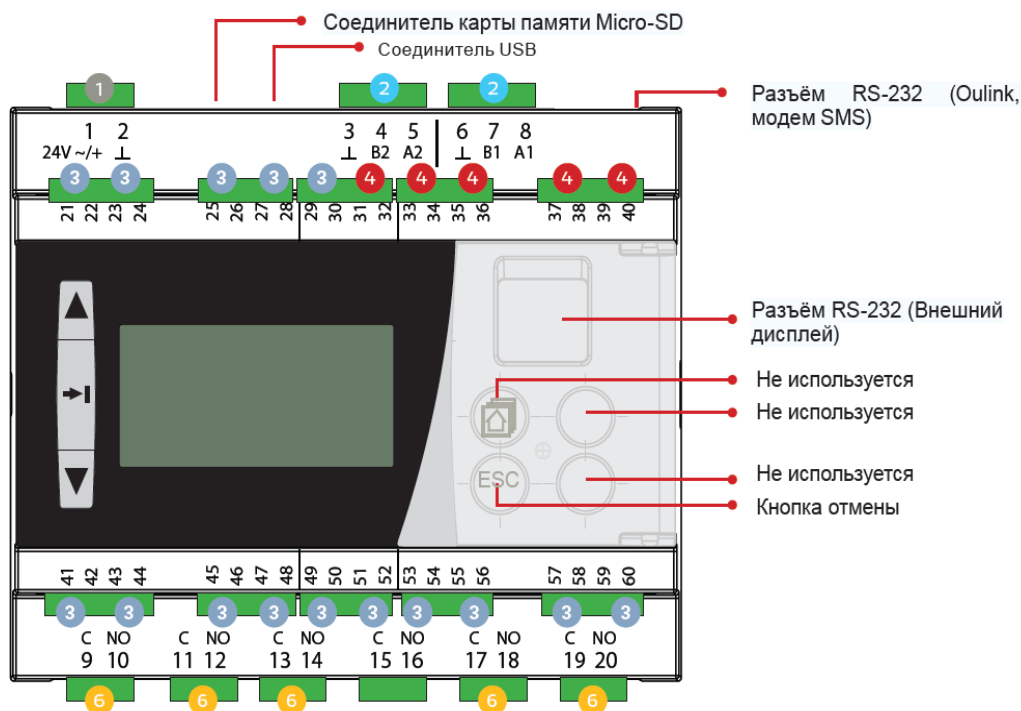 Соединитель карты памяти Micro-SD
Соединитель USB
1 2 2
Разъём RS-232 (Oulink,
модем SMS)
1 2 3 4 5 6 7 8
24V ~/+ ⊥ ⊥ B2 A2 ⊥ B1 A1
3 3 3 3 3 4 4 4 4 4
21 22 23 24 25 26 27 28 29 30 31 32 33 34 35 36 37 38 39 40
Разъём RS-232 (Внешний
дисплей)
Не используется
Не используется
ESC
Не используется
Кнопка отмены
41 42 43 44 45 46 47 48 49 50 51 52 53 54 55 56 57 58 59 60
3 3 3 3 3 3 3 3 3 3
C NO C NO C NO C NO C NO C NO
9 10 11 12 13 14 15 16 17 18 19 20
6 6 6 6 6